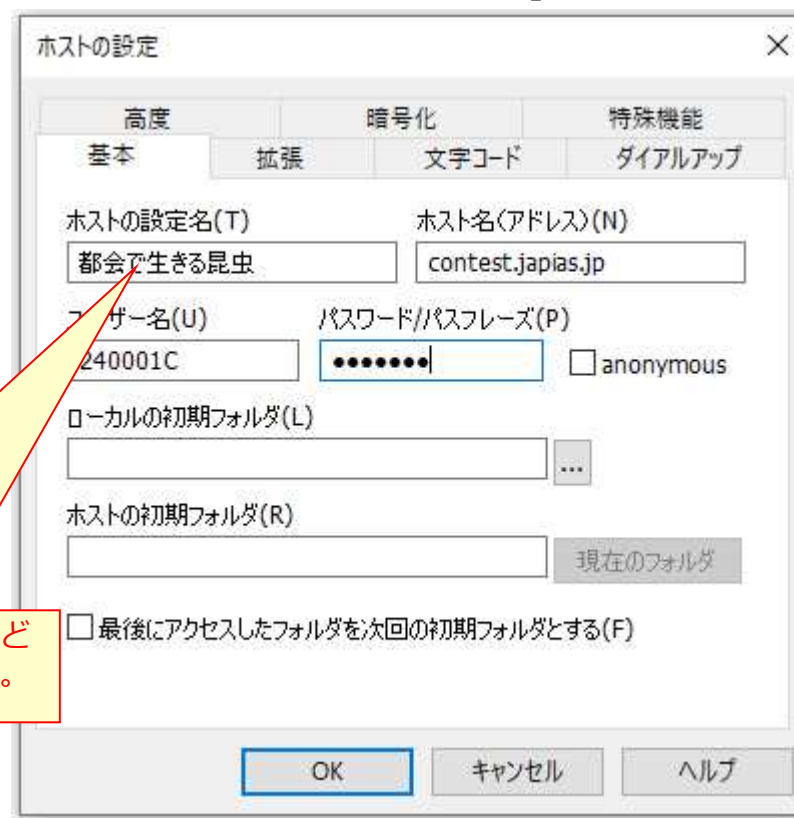 ホストの設定
高度 暗号化 特殊機能
基本 拡張 文字コード ダイアルアップ
ホストの設定名(T) ホスト名(アドレス)(N)
都会で生きる昆虫 contest.japias.jp
ーザー名(U) パスワード/パスフレーズ(P)
240001C ●●●●●●● anonymous
ローカルの初期フォルダ(L)
...
ホストの初期フォルダ(R)
現在のフォルダ
ど
。
最後にアクセスしたフォルダを次回の初期フォルダとする(F)
OK キャンセル ヘルプ